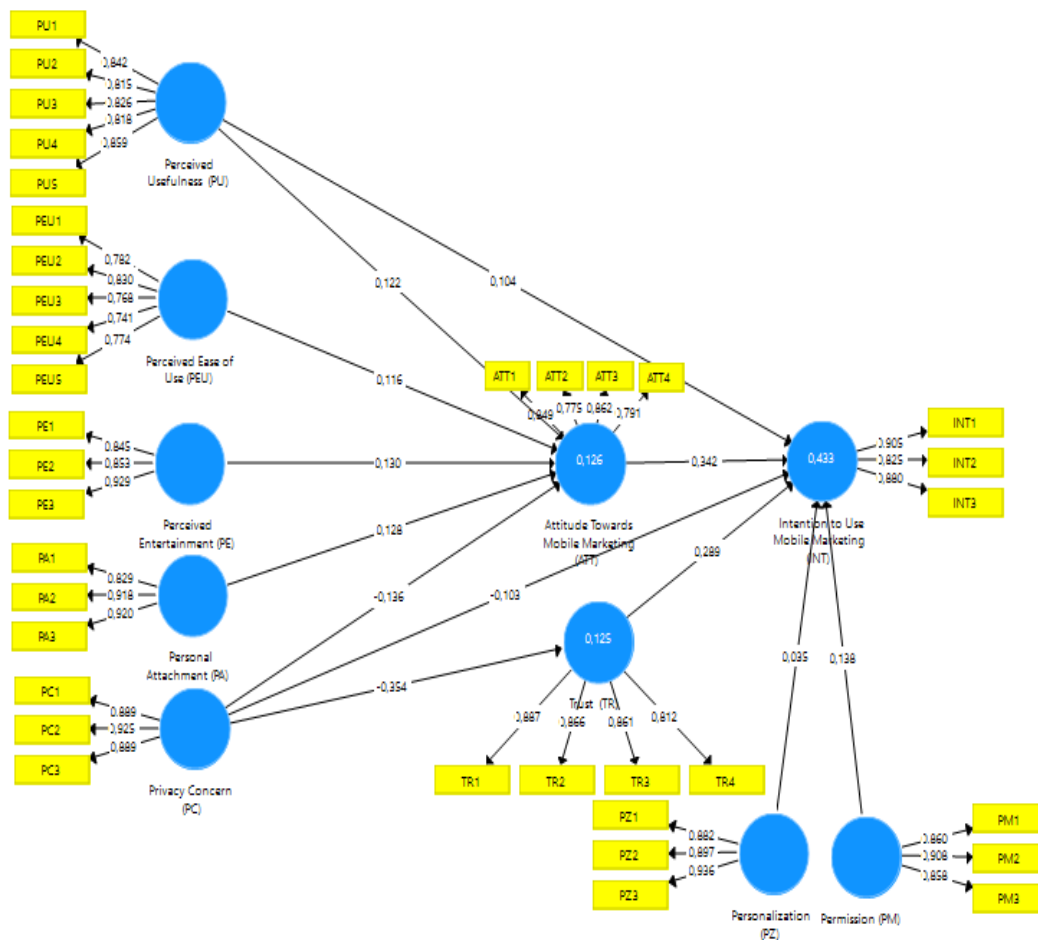 PU1
PU2
PU3
PU4
PU5
0,842
0,815
0,826
0,818
0,859
Perceived
Usefulness (PU)
PEU1
PEU2
PEU3
PEU4
PEU5
0,782
0,830
0,768
0,741
0,774
Perceived Ease of
Use (PEU)
PE1
PE2
PE3
0,845
0,853
0,929
Perceived
Entertainment (PE)
PA1
PA2
PA3
0,829
0,918
0,920
Personal
Attachment (PA)
PC1
PC2
PC3
0,889
0,925
0,889
Privacy Concern
(PC)
0,122
0,104
0,116
0,130
0,128
-0,136
-0,103
-0,354
ATT1
ATT2
ATT3
ATT4
0,849
0,775
0,862
0,791
0,126
Attitude Towards
Mobile Marketing
(ATT)
0,342
0,433
Intention to Use
Mobile Marketing
(INT)
0,905
0,825
0,880
INT1
INT2
INT3
0,289
0,125
Trust (TR)
0,887
0,866
0,861
0,812
TR1
TR2
TR3
TR4
0,035
0,138
PZ1
PZ2
PZ3
0,882
0,897
0,936
Personalization
(PZ)
Permission (PM)
0,860
0,908
0,858
PM1
PM2
PM3